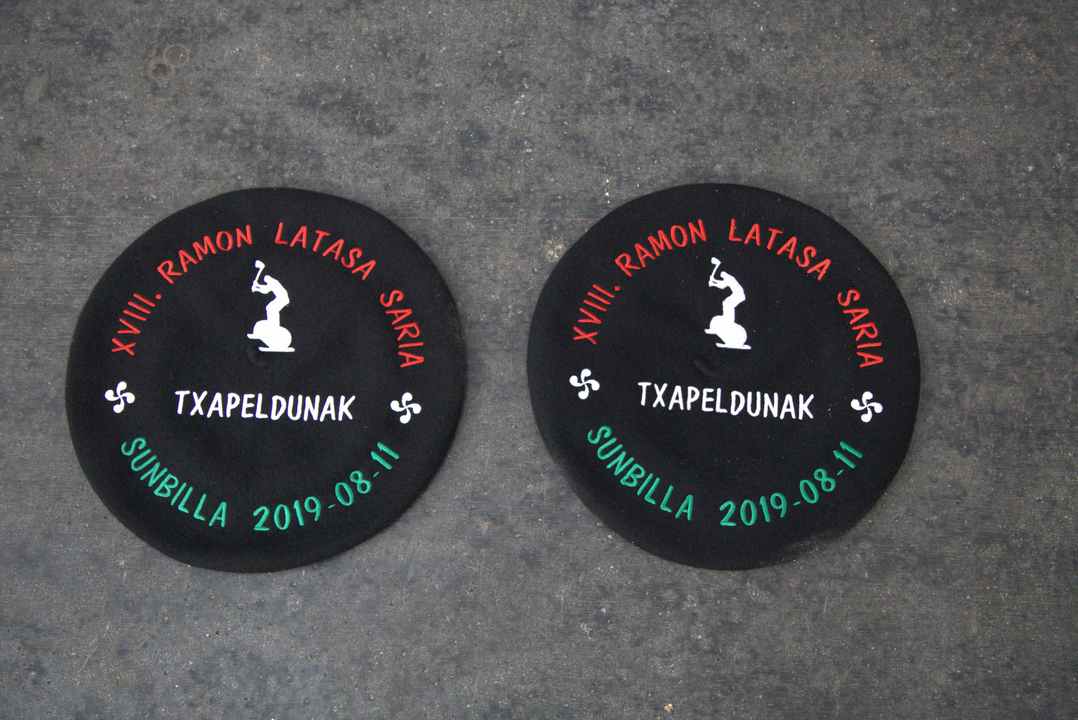 XVIII. RAMON LATASA SARIA
TXAPELDUNAK
SUNBILLA 2019-08-11
XVIII. RAMON LATASA SARIA
TXAPELDUNAK
SUNBILLA 2019-08-11